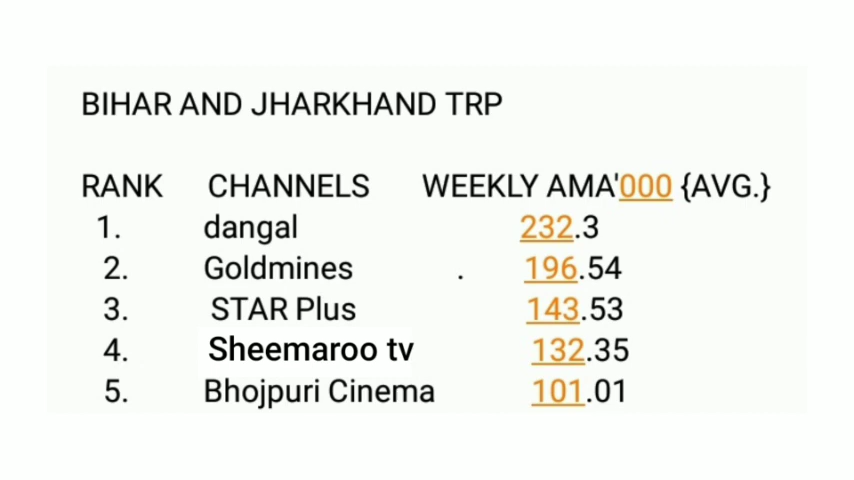 BIHAR AND JHARKHAND TRP
RANK CHANNELS WEEKLY AMA'000 {AVG.}
1. dangal 232.3
2. Goldmines . 196.54
3. STAR Plus 143.53
4. Sheemaroo tv 132.35
5. Bhojpuri Cinema 101.01